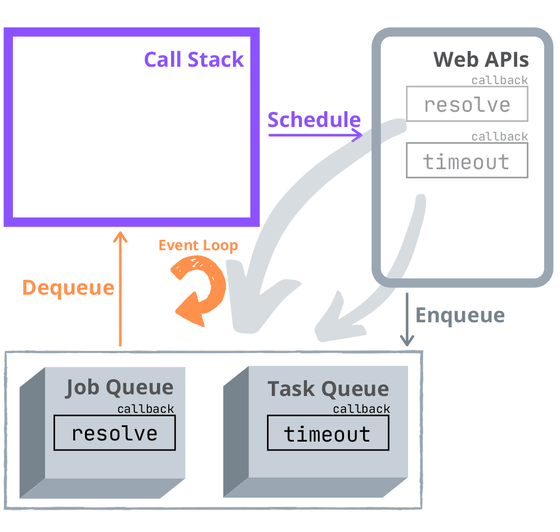 Call Stack
Web APIs
callback
resolve
Schedule
callback
timeout
Event Loop
Dequeue
Enqueue
Job Queue
callback
resolve
Task Queue
callback
timeout